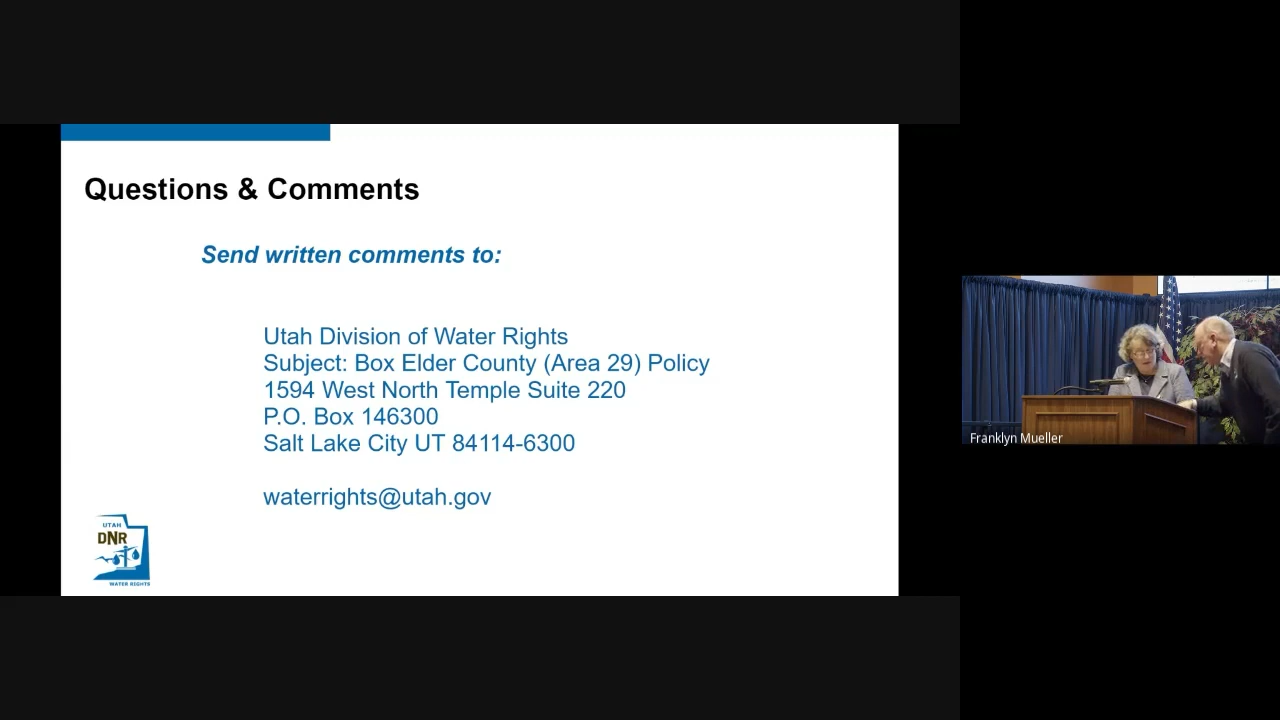 Questions & Comments
Send written comments to:
Utah Division of Water Rights
Subject: Box Elder County (Area 29) Policy
1594 West North Temple Suite 220
P.O. Box 146300
Salt Lake City UT 84114-6300
waterrights@utah.gov
UTAH
DNR
WATER RIGHTS
Franklyn Mueller